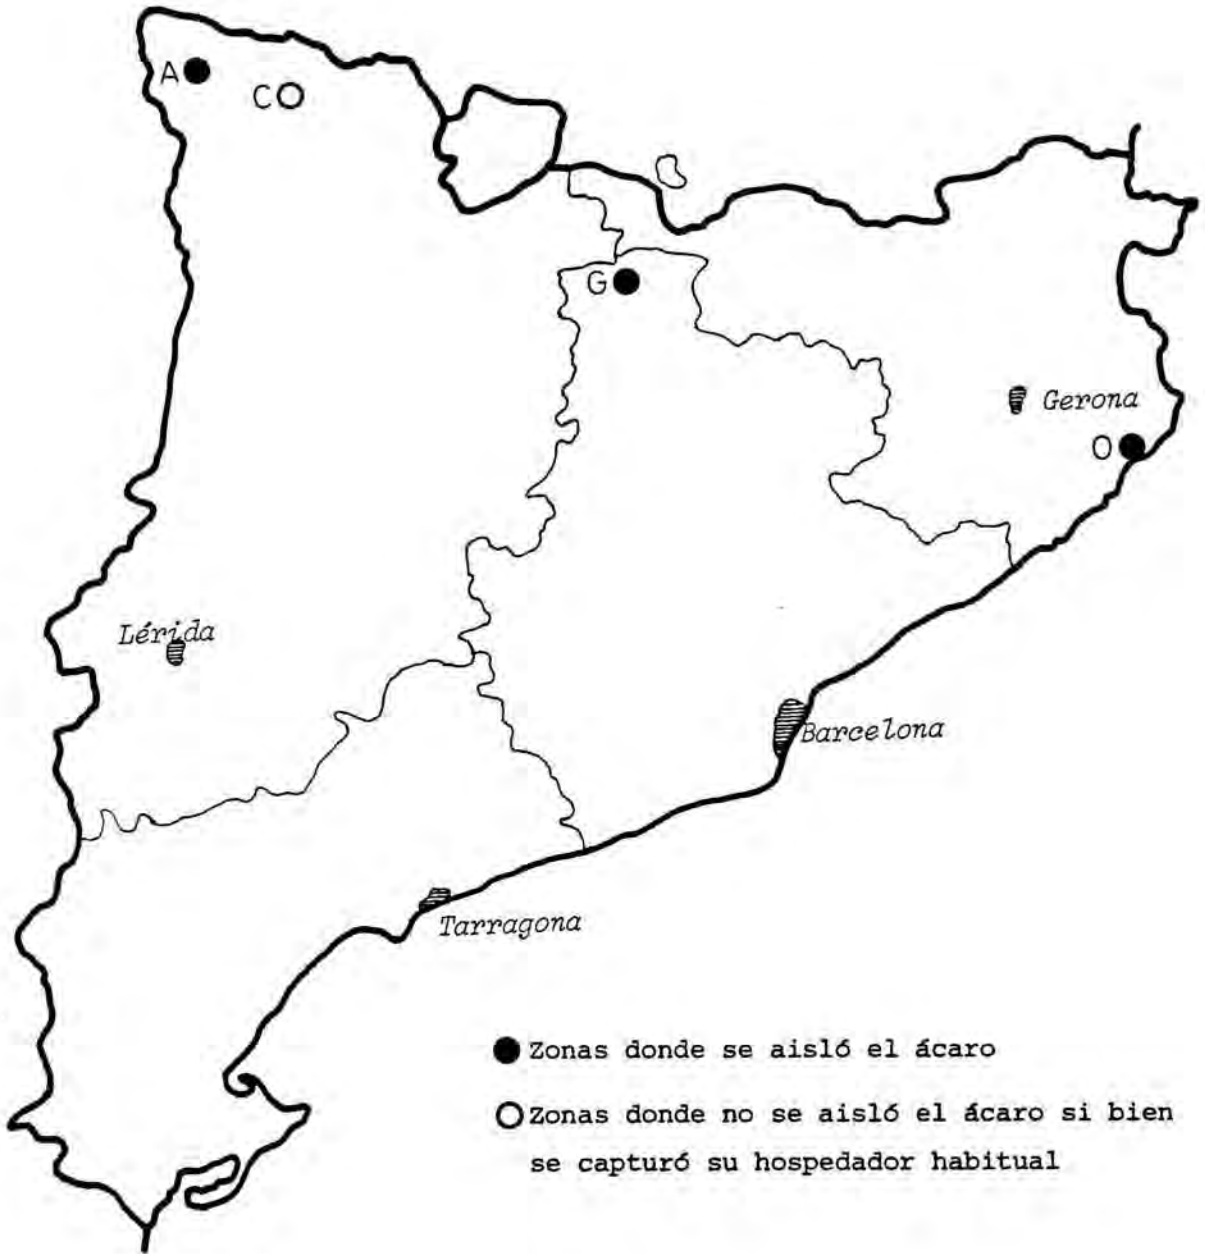 A
C
G
Gerona
O
Lérida
Barcelona
Tarragona
Zonas donde se aisló el ácaro
Zonas donde no se aisló el ácaro si bien
se capturó su hospedador habitual